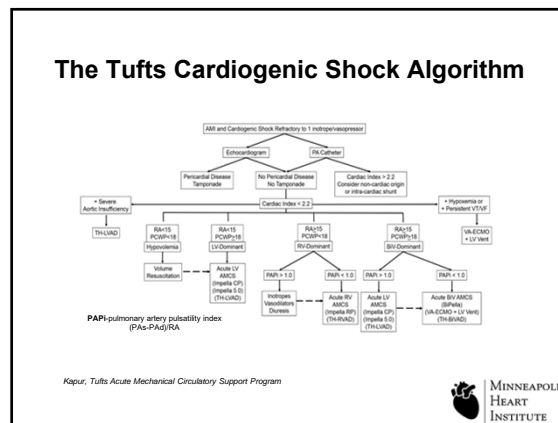 The Tufts Cardiogenic Shock Algorithm
AMI and Cardiogenic Shock Refractory to 1 inotrope/vasopressor
Echocardiogram
PA Catheter
Pericardial Disease
Tamponade
No Pericardial Disease
No Tamponade
Cardiac Index > 2.2
Consider non-cardiac origin
or intra-cardiac shunt
+ Severe
Aortic Insufficiency
Cardiac Index < 2.2
+ Hypoxemia or
+ Persistent VT/VF
TH-LVAD
RA<15
PCWP<18
RA<15
PCWP≥18
RA≥15
PCWP<18
RA≥15
PCWP≥18
VA-ECMO
+ LV Vent
Hypovolemia
LV-Dominant
RV-Dominant
BiV-Dominant
Volume
Resuscitation
Acute LV
AMCS
(Impella CP)
(Impella 5.0)
(TH-LVAD)
PAPi > 1.0
PAPi < 1.0
PAPi > 1.0
PAPi < 1.0
Inotropes
Vasodilators
Diuresis
Acute RV
AMCS
(Impella RP)
(TH-RVAD)
Acute LV
AMCS
(Impella CP)
(Impella 5.0)
(TH-LVAD)
Acute BiV AMCS
(BiPella)
(VA-ECMO + LV Vent)
(TH-BiVAD)
PAPi-pulmonary artery pulsatility index
(PAs-PAd)/RA
Kapur, Tufts Acute Mechanical Circulatory Support Program
MINNEAPOLI
HEART
INSTITUTE